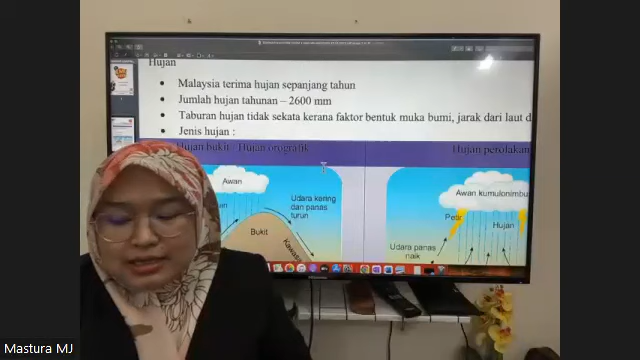 Hujan
Malaysia terima hujan sepanjang tahun
Jumlah hujan tahunan – 2600 mm
Taburan hujan tidak sekata kerana faktor bentuk muka bumi, jarak dari laut d
Jenis hujan :
Hujan bukit - Hujan orografik
Hujan perolakan
Awan
Udara kering
dan panas
turun
Bukit
Awan kumulonimbu
Petir
Hujan
Udara panas
naik
Mastura MJ